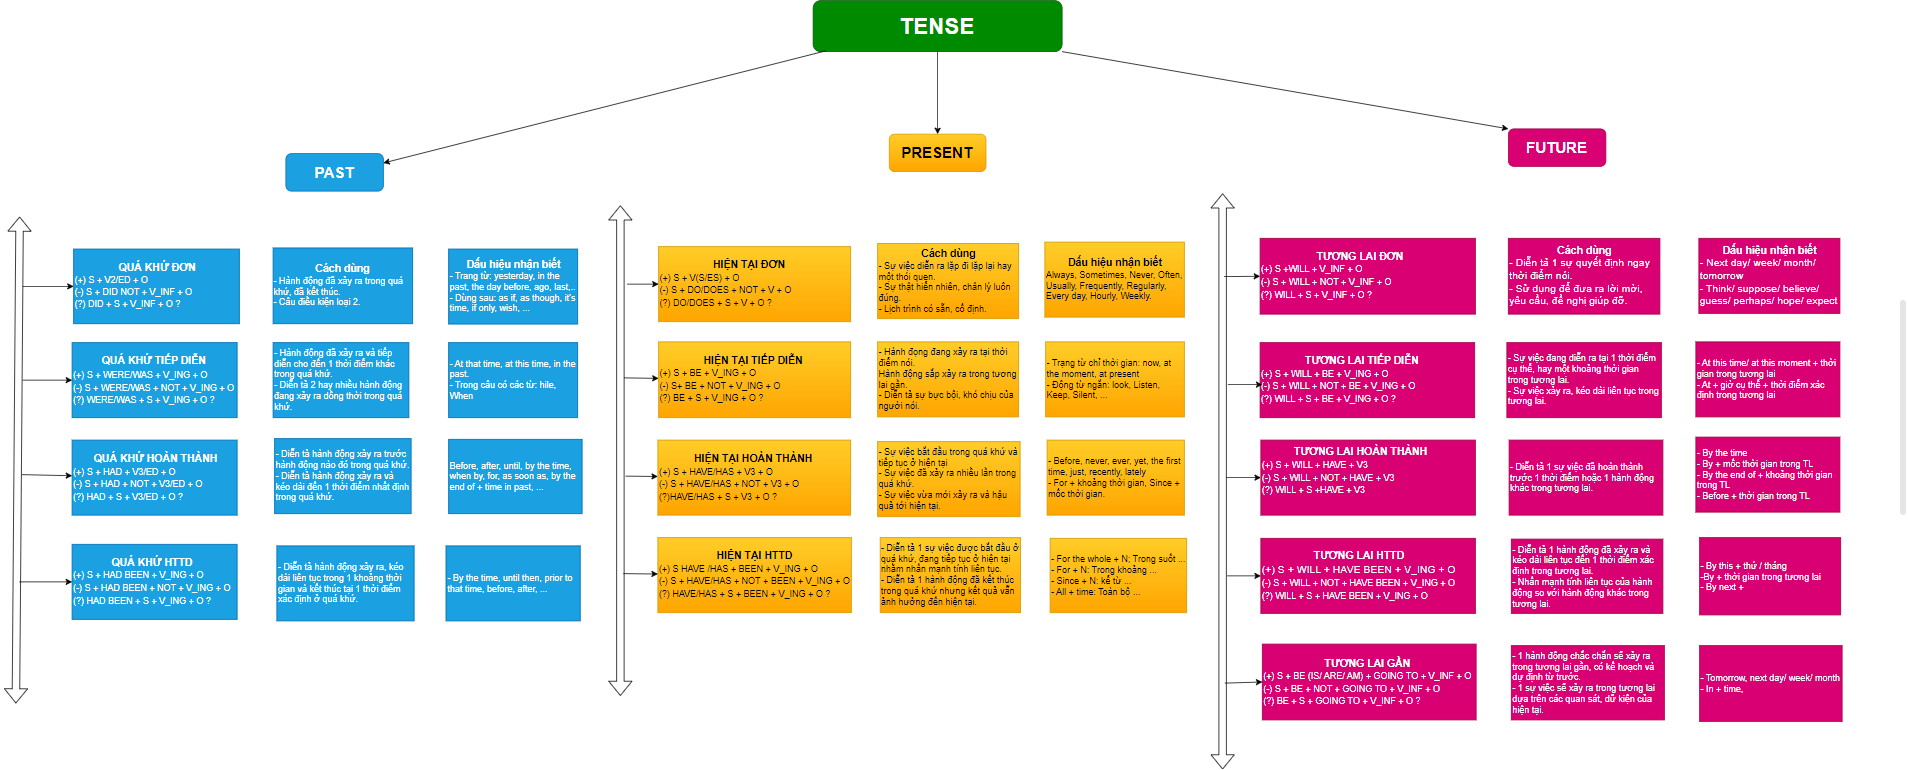 TENSE
PAST
PRESENT
FUTURE
QUÁ KHỨ ĐƠN
(+) S + V2/ED + O
(-) S + DID NOT + V_INF + O
(?) DID + S + V_INF + O ?
Cách dùng
- Hành động đã xảy ra trong quá
khứ, đã kết thúc.
- Câu điều kiện loại 2.
Dấu hiệu nhận biết
- Trạng từ: yesterday, in the
past, the day before, ago, last,..
- Dùng sau: as if, as though, it's
time, if only, wish, ...
QUÁ KHỨ TIẾP DIỄN
(+) S + WERE/WAS + V_ING + O
(-) S + WERE/WAS + NOT + V_ING + O
(?) WERE/WAS + S + V_ING + O ?
- Hành động đã xảy ra và tiếp
diễn cho đến 1 thời điểm khác
trong quá khứ.
- Diễn tả 2 hay nhiều hành động
đang xảy ra đồng thời trong quá
khứ.
- At that time, at this time, in the
past.
- Trong câu có các từ: hile,
When
QUÁ KHỨ HOÀN THÀNH
(+) S + HAD + V3/ED + O
(-) S + HAD + NOT + V3/ED + O
(?) HAD + S + V3/ED + O ?
- Diễn tả hành động xảy ra trước
hành động nào đó trong quá khứ.
- Diễn tả hành động xảy ra và
kéo dài đến 1 thời điểm nhất định
trong quá khứ.
Before, after, until, by the time,
when by, for, as soon as, by the
end of + time in past, ...
QUÁ KHỨ HTTD
(+) S + HAD BEEN + V_ING + O
(-) S + HAD BEEN + NOT + V_ING + O
(?) HAD BEEN + S + V_ING + O ?
- Diễn tả hành động xảy ra, kéo
dài liên tục trong 1 khoảng thời
gian và kết thúc tại 1 thời điểm
xác định ở quá khứ.
- By the time, until then, prior to
that time, before, after, ...
HIỆN TẠI ĐƠN
(+) S + V(S/ES) + O
(-) S + DO/DOES + NOT + V + O
(?) DO/DOES + S + V + O ?
Cách dùng
- Sự việc diễn ra lặp đi lặp lại hay
một thói quen.
- Sự thật hiển nhiên, chân lý luôn
đúng.
- Lịch trình có sẵn, cố định.
Dấu hiệu nhận biết
Always, Sometimes, Never, Often,
Usually, Frequently, Regularly,
Every day, Hourly, Weekly.
HIỆN TẠI TIẾP DIỄN
(+) S + BE + V_ING + O
(-) S+ BE + NOT + V_ING + O
(?) BE + S + V_ING + O ?
- Hành đọng đang xảy ra tại thời
điểm nói.
Hành động sắp xảy ra trong tương
lai gần.
- Diễn tả sự bực bội, khó chịu của
người nói.
- Trạng từ chỉ thời gian: now, at
the moment, at present
- Động từ ngắn: look, Listen,
Keep, Silent, ...
HIỆN TẠI HOÀN THÀNH
(+) S + HAVE/HAS + V3 + O
(-) S + HAVE/HAS + NOT + V3 + O
(?)HAVE/HAS + S + V3 + O ?
- Sự việc bắt đầu trong quá khứ và
tiếp tục ở hiện tại
- Sự việc đã xảy ra nhiều lần trong
quá khứ.
- Sự việc vừa mới xảy ra và hậu
quả tới hiện tại.
- Before, never, ever, yet, the first
time, just, recently, lately
- For + khoảng thời gian, Since +
mốc thời gian.
HIỆN TẠI HTTD
(+) S HAVE /HAS + BEEN + V_ING + O
(-) S + HAVE/HAS + NOT + BEEN + V_ING + O
(?) HAVE/HAS + S + BEEN + V_ING + O ?
- Diễn tả 1 sự việc được bắt đầu ở
quá khứ, đang tiếp tục ở hiện tại
nhằm nhấn mạnh tính liên tục.
- Diễn tả 1 hành động đã kết thúc
trong quá khứ nhưng kết quả vẫn
ảnh hưởng đến hiện tại.
- For the whole + N; Trong suốt ...
- For + N: Trong khoảng ...
- Since + N: kể từ ...
- All + time: Toàn bộ ...
TƯƠNG LAI ĐƠN
(+) S +WILL + V_INF + O
(-) S + WILL + NOT + V_INF + O
(?) WILL + S + V_INF + O ?
Cách dùng
- Diễn tả 1 sự quyết định ngay
thời điểm nói.
- Sử dụng để đưa ra lời mời,
yêu cầu, đề nghị giúp đỡ.
Dấu hiệu nhận biết
- Next day/ week/ month/
tomorrow
- Think/ suppose/ believe/
guess/ perhaps/ hope/ expect
TƯƠNG LAI TIẾP DIỄN
(+) S + WILL + BE + V_ING + O
(-) S + WILL + NOT + BE + V_ING + O
(?) WILL + S + BE + V_ING + O ?
- Sự việc đang diễn ra tại 1 thời điểm
cụ thể, hay một khoảng thời gian
trong tương lai.
- Sự việc xảy ra, kéo dài liên tục trong
tương lai.
- At this time/ at this moment + thời
gian trong tương lai
- At + giờ cụ thể + thời điểm xác
định trong tương lai
TƯƠNG LAI HOÀN THÀNH
(+) S + WILL + HAVE + V3
(-) S + WILL + NOT + HAVE + V3
(?) WILL + S +HAVE + V3
- Diễn tả 1 sự việc đã hoàn thành
trước 1 thời điểm hoặc 1 hành động
khác trong tương lai.
- By the time
- By + mốc thời gian trong TL
- By the end of + khoảng thời gian
trong TL
- Before + thời gian trong TL
TƯƠNG LAI HTTD
(+) S + WILL + HAVE BEEN + V_ING + O
(-) S + WILL + NOT + HAVE BEEN + V_ING + O
(?) WILL + S + HAVE BEEN + V_ING + O
- Diễn tả 1 hành động đã xảy ra và
kéo dài liên tục đến 1 thời điểm
xác định trong tương lai.
- Nhấn mạnh tính liên tục của hành
động so với hành động khác trong
tương lai.
- By this + thứ / tháng
-By + thời gian trong tương lai
- By next +
TƯƠNG LAI GẦN
(+) S + BE (IS/ ARE/ AM) + GOING TO + V_INF + O
(-) S + BE + NOT + GOING TO + V_INF + O
(?) BE + S + GOING TO + V_INF + O ?
- 1 hành động chắc chắn sẽ xảy ra
trong tương lai gần, có kế hoạch và
dự định từ trước.
- 1 sự việc sẽ xảy ra trong tương lai
dựa trên các quan sát, dữ kiện của
hiện tại.
- Tomorrow, next day/ week/ month
- In + time,